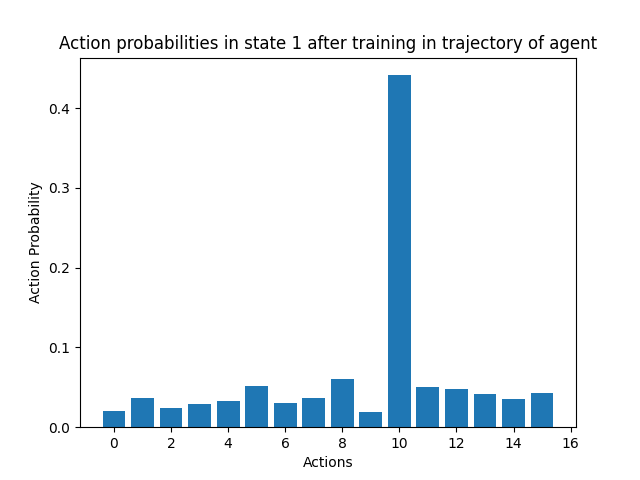 Action probabilities in state 1 after training in trajectory of agent
Action Probability
0.4
0.3
0.2
0.1
0.0
0 2 4 6 8 10 12 14 16
Actions